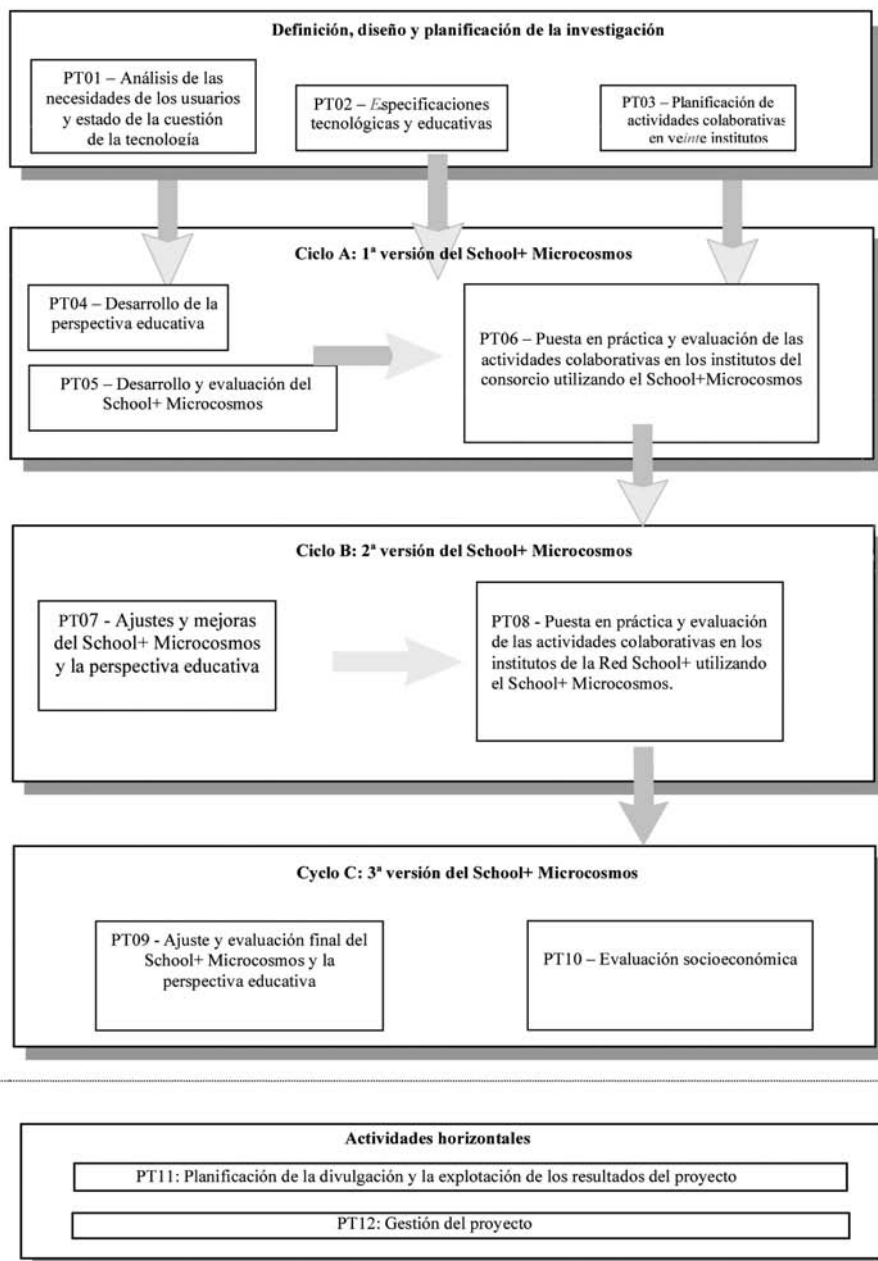 Definición, diseño y planificación de la investigación
PT01 – Análisis de las
necesidades de los usuarios
y estado de la cuestión
de la tecnología
PT02 – Especificaciones
tecnológicas y educativas
PT03 – Planificación de
actividades colaborativas
en veinte institutos
Ciclo A: 1ª versión del School+ Microcosmos
PT04 – Desarrollo de la
perspectiva educativa
PT05 – Desarrollo y evaluación del
School+ Microcosmos
PT06 – Puesta en práctica y evaluación de las
actividades colaborativas en los institutos del
consorcio utilizando el School+Microcosmos
Ciclo B: 2ª versión del School+ Microcosmos
PT07 - Ajustes y mejoras
del School+ Microcosmos
y la perspectiva educativa
PT08 - Puesta en práctica y evaluación
de las actividades colaborativas en los
institutos de la Red School+ utilizando
el School+ Microcosmos.
Cyclo C: 3ª versión del School+ Microcosmos
PT09 - Ajuste y evaluación final del
School+ Microcosmos y la
perspectiva educativa
PT10 – Evaluación socioeconómica
Actividades horizontales
PT11: Planificación de la divulgación y la explotación de los resultados del proyecto
PT12: Gestión del proyecto